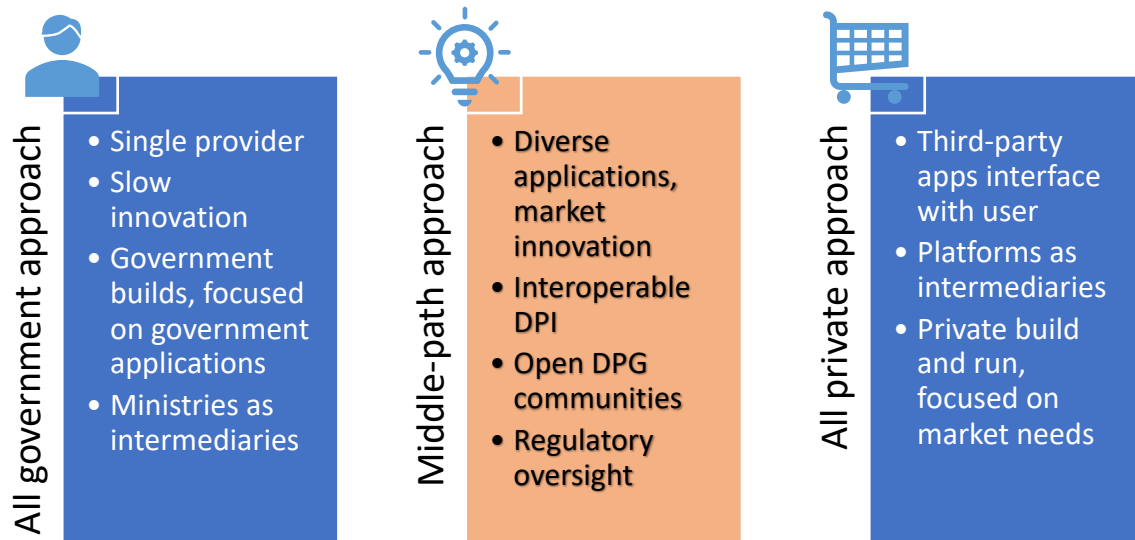 All government approach
• Single provider
• Slow
innovation
• Government
builds, focused
on government
applications
• Ministries as
intermediaries
Middle-path approach
• Diverse
applications,
market
innovation
• Interoperable
DPI
• Open DPG
communities
• Regulatory
oversight
All private approach
• Third-party
apps interface
with user
• Platforms as
intermediaries
• Private build
and run,
focused on
market needs